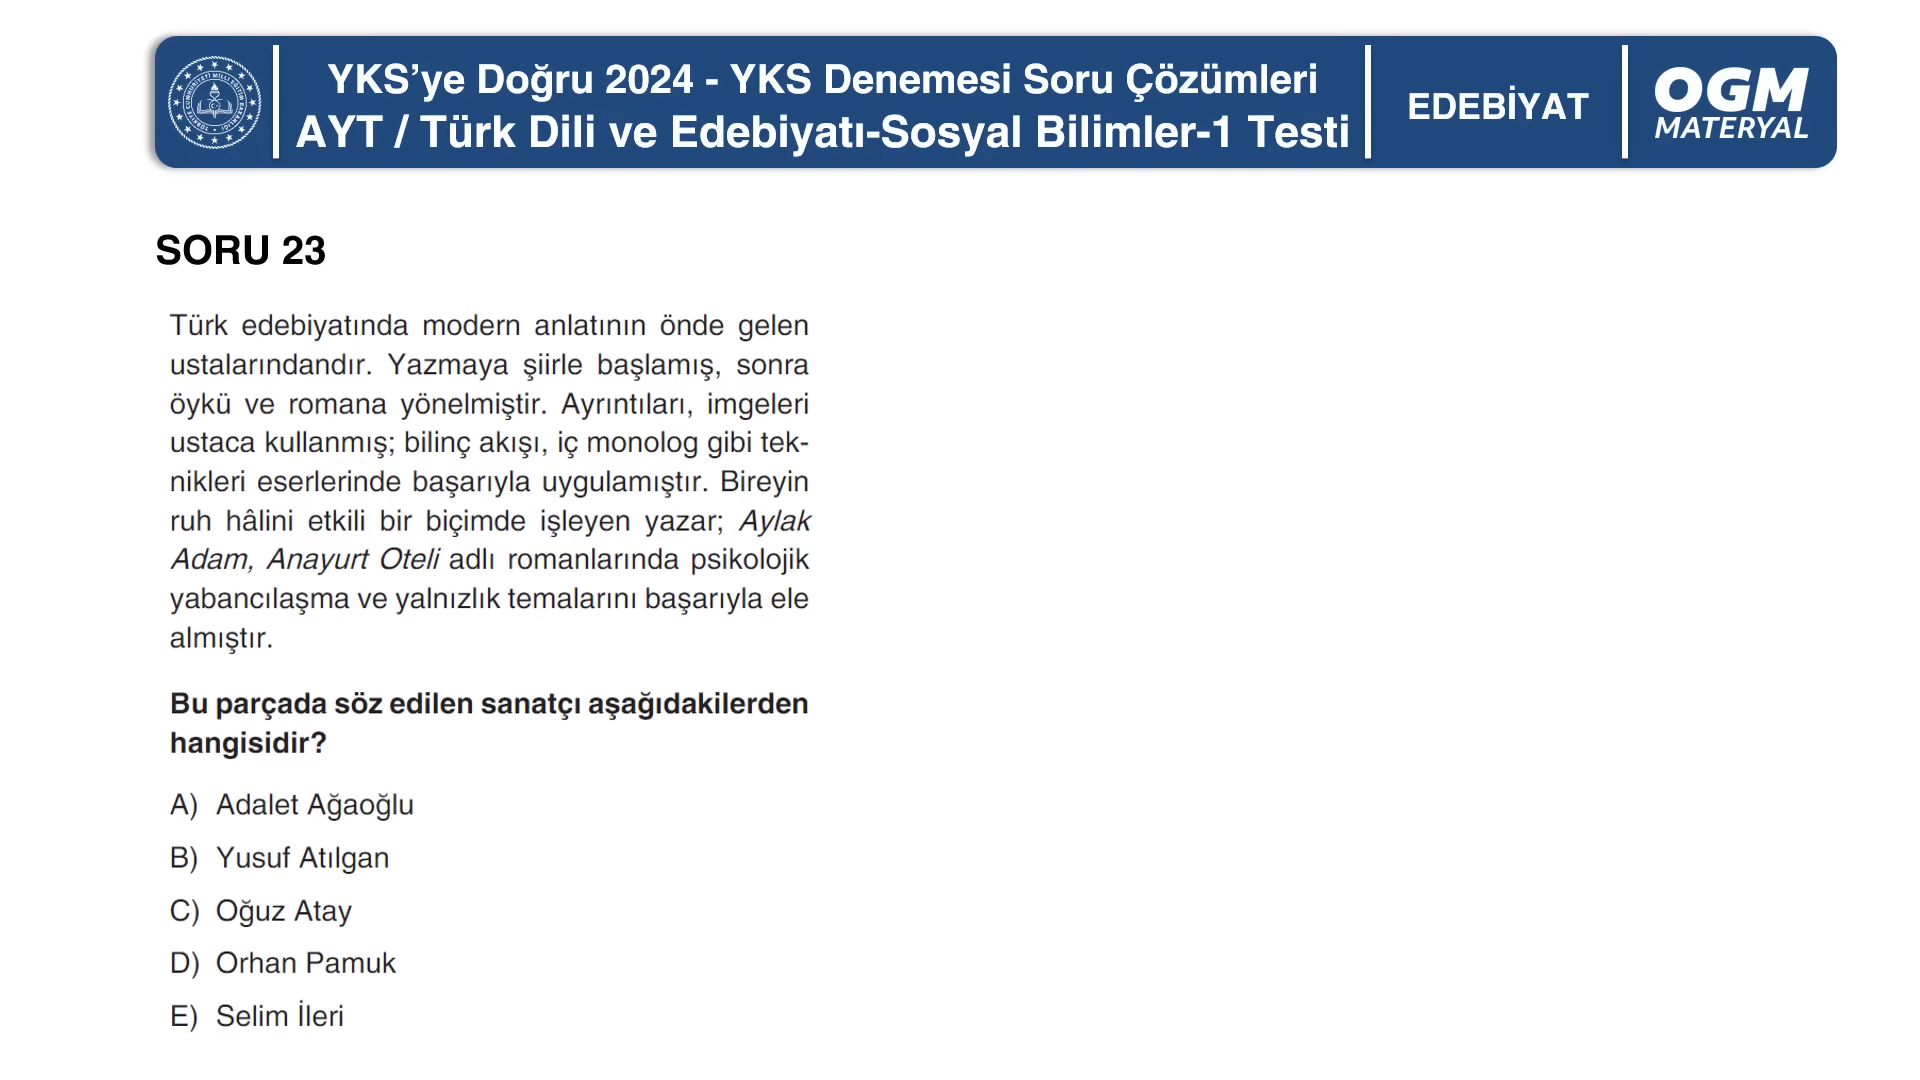 YKS’ye Doğru 2024 - YKS Denemesi Soru Çözümleri
AYT / Türk Dili ve Edebiyatı-Sosyal Bilimler-1 Testi
EDEBİYAT
OGM
MATERYAL
SORU 23
Türk edebiyatında modern anlatının önde gelen
ustalarındandır. Yazmaya şiirle başlamış, sonra
öykü ve romana yönelmiştir. Ayrıntıları, imgeleri
ustaca kullanmış; bilinç akışı, iç monolog gibi tek-
nikleri eserlerinde başarıyla uygulamıştır. Bireyin
ruh hâlini etkili bir biçimde işleyen yazar; Aylak
Adam, Anayurt Oteli adlı romanlarında psikolojik
yabancılaşma ve yalnızlık temalarını başarıyla ele
almıştır.
Bu parçada söz edilen sanatçı aşağıdakilerden
hangisidir?
A) Adalet Ağaoğlu
B) Yusuf Atılgan
C) Oğuz Atay
D) Orhan Pamuk
E) Selim İleri